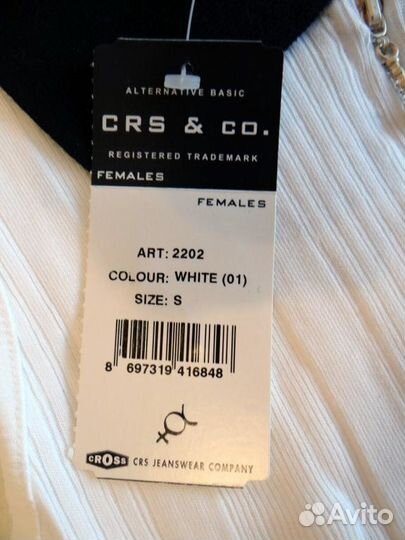 ALTERNATIVE BASIC
CRS & CO.
REGISTERED TRADEMARK
FEMALES
FEMALES
ART: 2202
COLOUR: WHITE (01)
SIZE: S
8 697319 416848
CROSS CRS JEANSWEAR COMPANY
Avito